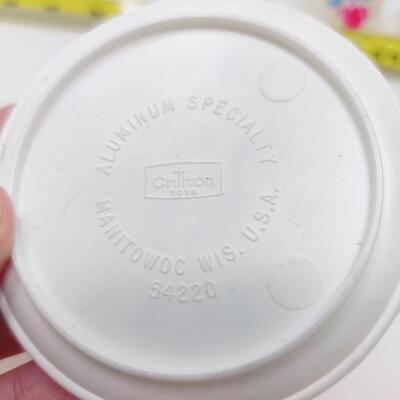 ALUMINUM SPECIALTY
Chilton
TOYS
MANITOWOC WIS. U.S.A.
54220